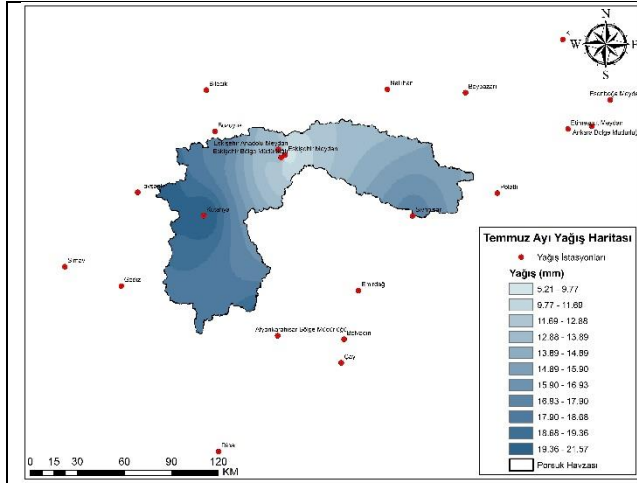 N
W
E
S
Bilecik
Nallıhan
Beypazarı
Esenboğa Meydan
Etimesgut Meydan
Ankara Bölge Müdürlüğü
Bozüyük
Eskişehir Anadolu Meydan
Eskişehir Meydan
Eskişehir Bölge Müdürlüğü
Tavşanlı
Polatlı
Kütahya
Sivrihisar
Simav
Gediz
Emirdağ
Afyonkarahisar Bölge Müdürlüğü
Bolvadin
Çay
Dinar
Temmuz Ayı Yağış Haritası
Yağış İstasyonları
Yağış (mm)
5.21 - 9.77
9.77 - 11.69
11.69 - 12.88
12.88 - 13.89
13.89 - 14.89
14.89 - 15.90
15.90 - 16.93
16.93 - 17.90
17.90 - 18.68
18.68 - 19.36
19.36 - 21.57
Porsuk Havzası
0 15 30 60 90 120
KM